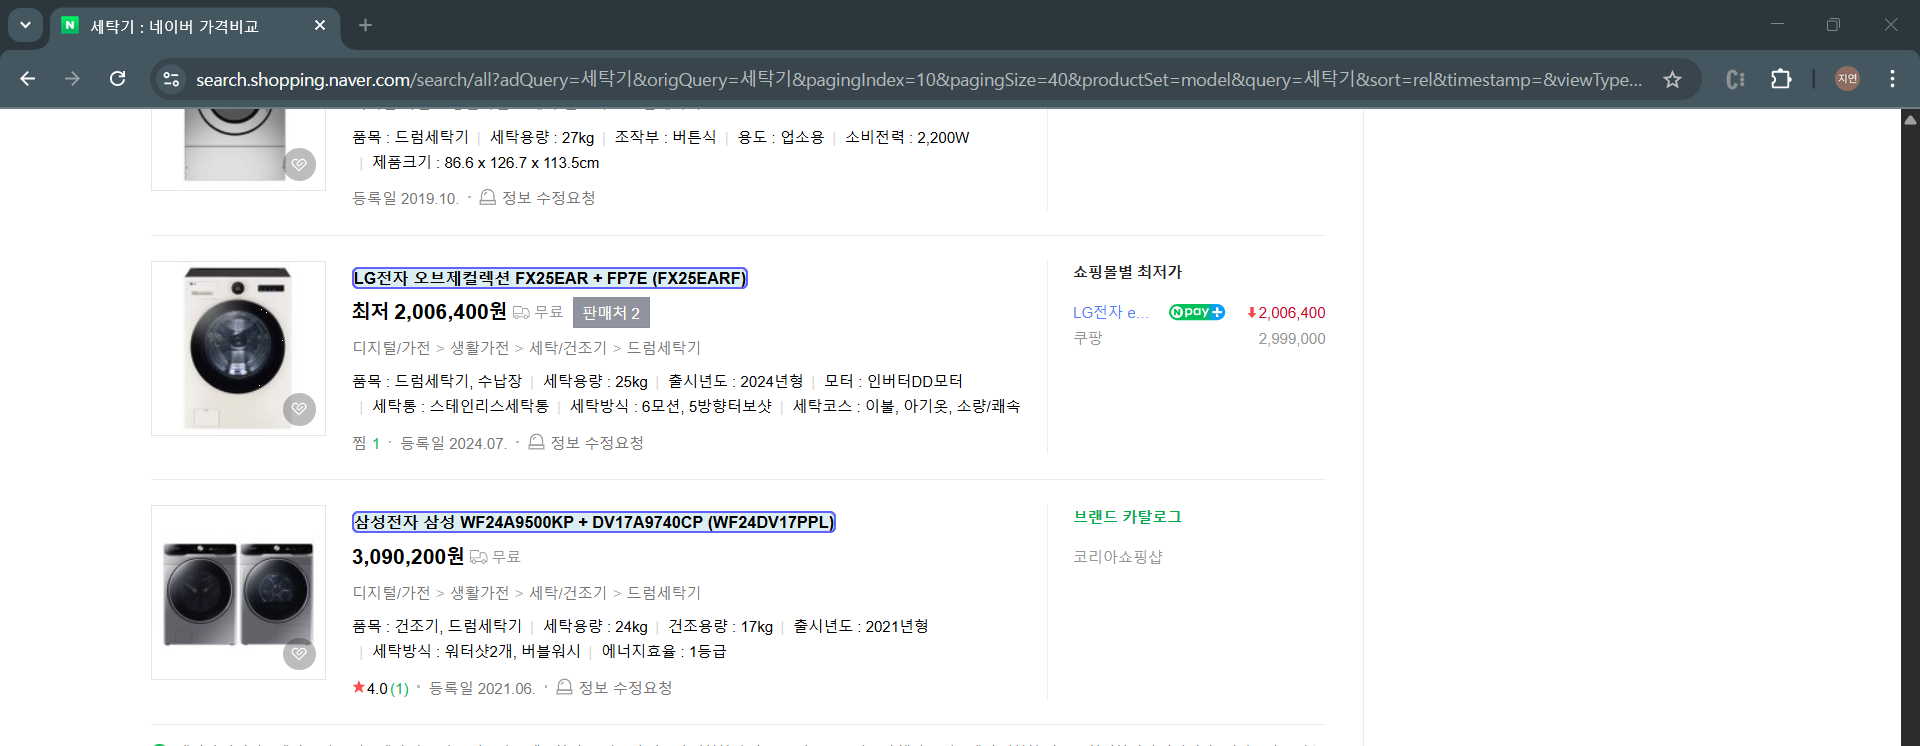 세탁기 : 네이버 가격비교
search.shopping.naver.com/search/all?adQuery=세탁기&origQuery=세탁기&pagingIndex=10&pagingSize=40&productSet=model&query=세탁기&sort=rel&timestamp=&viewType...
지연
품목 : 드럼세탁기 | 세탁용량 : 27kg | 조작부 : 버튼식 | 용도 : 업소용 | 소비전력 : 2,200W
| 제품크기 : 86.6 x 126.7 x 113.5cm
등록일 2019.10. · 정보 수정요청
LG전자 오브제컬렉션 FX25EAR + FP7E (FX25EARF)
최저 2,006,400원 무료 판매처 2
디지털/가전 > 생활가전 > 세탁/건조기 > 드럼세탁기
품목 : 드럼세탁기, 수납장 | 세탁용량 : 25kg | 출시년도 : 2024년형 | 모터 : 인버터DD모터
| 세탁통 : 스테인리스세탁통 | 세탁방식 : 6모션, 5방향터보샷 | 세탁코스 : 이불, 아기옷, 소량/쾌속
찜 1 · 등록일 2024.07. · 정보 수정요청
쇼핑몰별 최저가
LG전자 e... N pay+ 2,006,400
쿠팡 2,999,000
삼성전자 삼성 WF24A9500KP + DV17A9740CP (WF24DV17PPL)
3,090,200원 무료
디지털/가전 > 생활가전 > 세탁/건조기 > 드럼세탁기
품목 : 건조기, 드럼세탁기 | 세탁용량 : 24kg | 건조용량 : 17kg | 출시년도 : 2021년형
| 세탁방식 : 워터샷2개, 버블워시 | 에너지효율 : 1등급
★4.0(1) · 등록일 2021.06. · 정보 수정요청
브랜드 카탈로그
코리아쇼핑샵